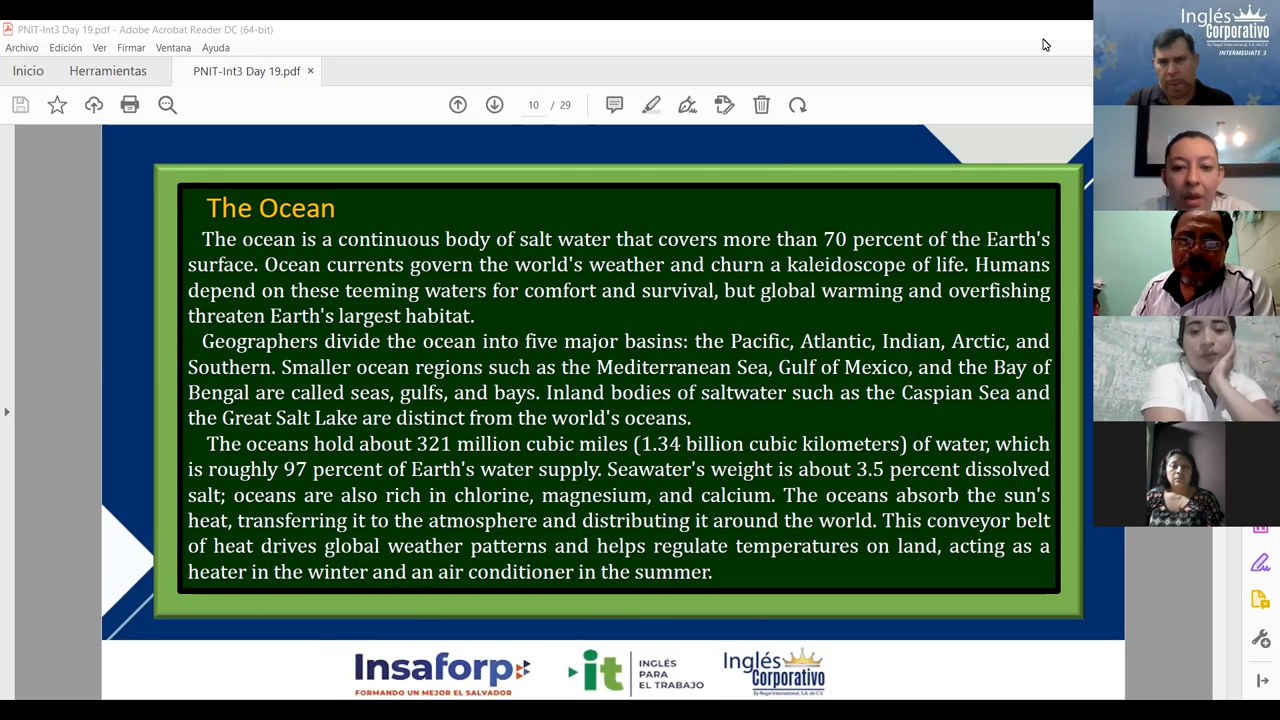 PNIT-Int3 Day 19.pdf - Adobe Acrobat Reader DC (64-bit)
Archivo Edición Ver Firmar Ventana Ayuda
Inicio Herramientas PNIT-Int3 Day 19.pdf ×
10 / 29
Inglés
Corporativo
By Regal International, S.A. de C.V.
INTERMEDIATE 3
The Ocean
The ocean is a continuous body of salt water that covers more than 70 percent of the Earth's
surface. Ocean currents govern the world's weather and churn a kaleidoscope of life. Humans
depend on these teeming waters for comfort and survival, but global warming and overfishing
threaten Earth's largest habitat.
Geographers divide the ocean into five major basins: the Pacific, Atlantic, Indian, Arctic, and
Southern. Smaller ocean regions such as the Mediterranean Sea, Gulf of Mexico, and the Bay of
Bengal are called seas, gulfs, and bays. Inland bodies of saltwater such as the Caspian Sea and
the Great Salt Lake are distinct from the world's oceans.
The oceans hold about 321 million cubic miles (1.34 billion cubic kilometers) of water, which
is roughly 97 percent of Earth's water supply. Seawater's weight is about 3.5 percent dissolved
salt; oceans are also rich in chlorine, magnesium, and calcium. The oceans absorb the sun's
heat, transferring it to the atmosphere and distributing it around the world. This conveyor belt
of heat drives global weather patterns and helps regulate temperatures on land, acting as a
heater in the winter and an air conditioner in the summer.
Insaforp
FORMANDO UN MEJOR EL SALVADOR
it
INGLÉS
PARA
EL TRABAJO
Inglés
Corporativo
By Regal International, S.A. de C.V.